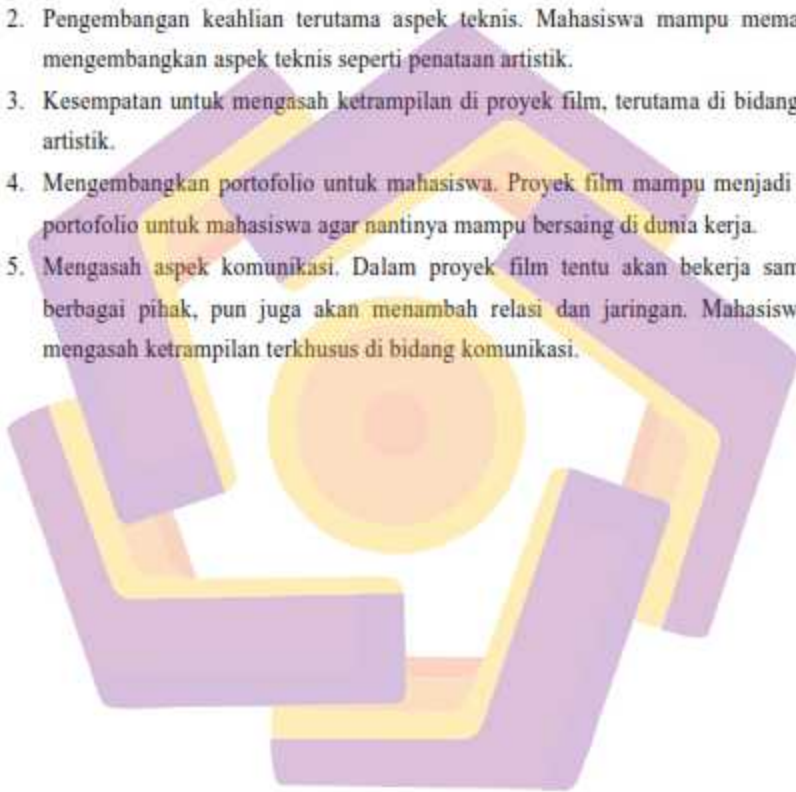 2. Pengembangan keahlian terutama aspek teknis. Mahasiswa mampu
mengembangkan aspek teknis seperti penataan artistik.
3. Kesempatan untuk mengasah ketrampilan di proyek film, terutama di bidang
artistik.
4. Mengembangkan portofolio untuk mahasiswa. Proyek film mampu menjadi
portofolio untuk mahasiswa agar nantinya mampu bersaing di dunia kerja.
5. Mengasah aspek komunikasi. Dalam proyek film tentu akan bekerja
berbagai pihak, pun juga akan menambah relasi dan jaringan.
mengasah ketrampilan terkhusus di bidang komunikasi.